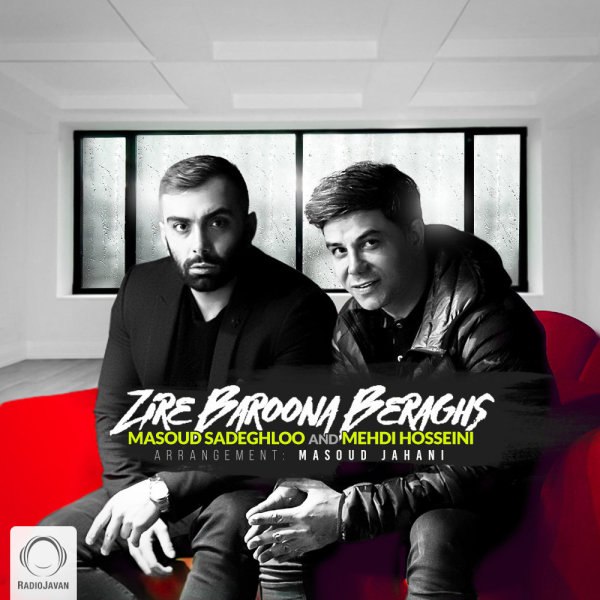 Zire Baroona Beraghs
MASOUD SADEGHLOO AND MEHDI HOSSEINI
ARRANGEMENT: MASOUD JAHANI
RADIOJAVAN